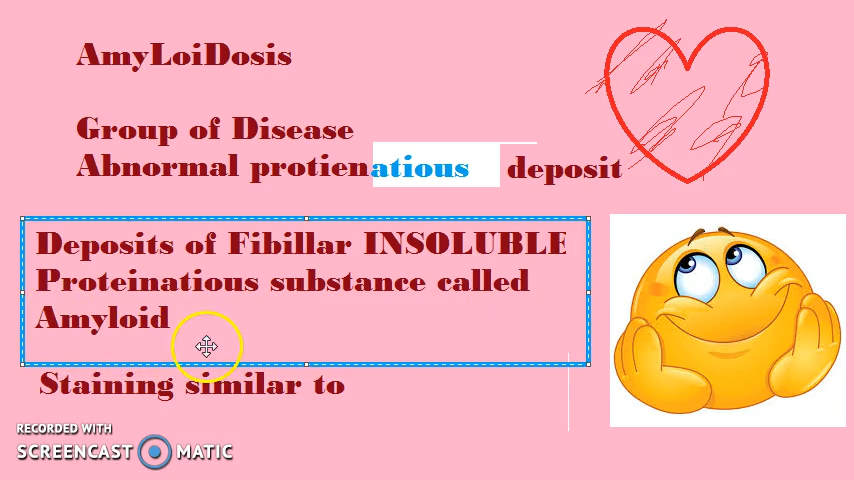 AmyLoiDosis
Group of Disease
Abnormal protienatious deposit
Deposits of Fibillar INSOLUBLE
Proteinatious substance called
Amyloid
Staining similar to
RECORDED WITH
SCREENCAST MATIC